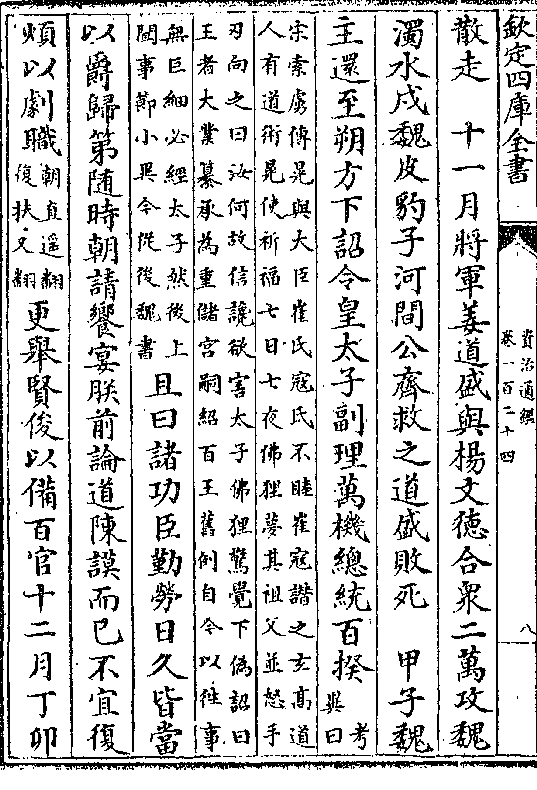 欽定四庫全書
資治通鑑
卷一百二十四
八
散走　十一月將軍姜道盛與楊文徳合衆二萬攻魏
濁水戍魏皮豹子河間公齊救之道盛敗死　甲子魏
主還至朔方下詔令皇太子副理萬機總統百揆
考
異曰
宋索虜傳晃與大臣崔氏寇氏不睦崔寇譖之玄髙道
人有道術晃使祈福七日七夜佛狸夢其祖父並怒手
刃向之曰汝何故信讒欲害太子佛狸驚覺下偽詔曰
王者大業纂承為重儲宮嗣紹百王舊例自今以往事
無巨細必經太子然後上
聞事節小異今從後魏書
且曰諸功臣勤勞日久皆當
以爵歸第随時朝請饗宴朕前論道陳謨而已不宜復
煩以劇職
朝直遥翻
復扶又翻
更舉賢俊以備百官十二月丁卯